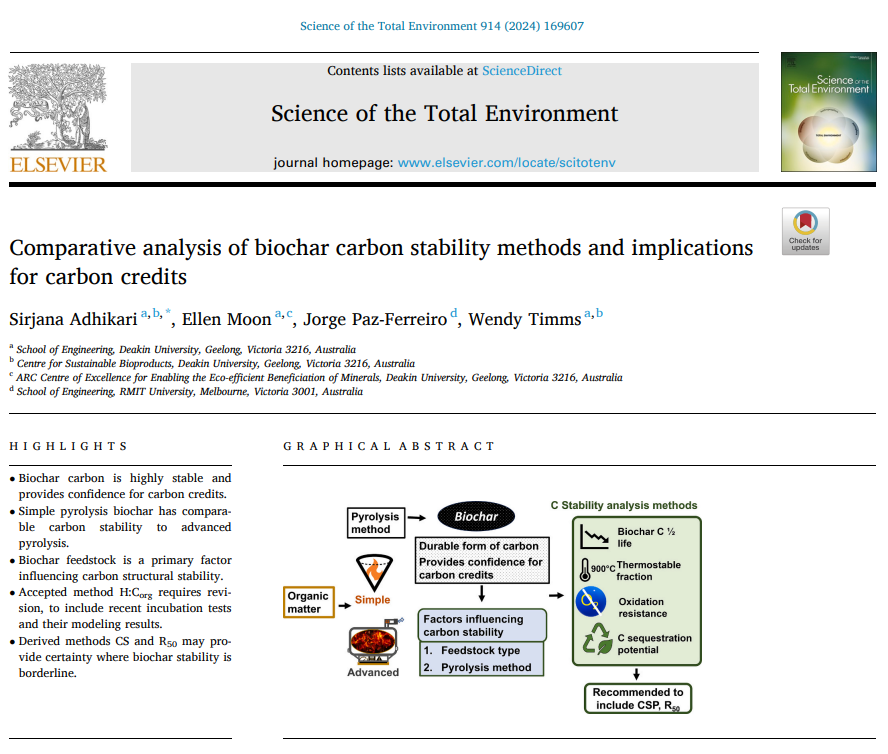 Science of the Total Environment 914 (2024) 169607
Contents lists available at ScienceDirect
Science of the Total Environment
journal homepage: www.elsevier.com/locate/scitotenv
ELSEVIER
Science OF THE
Total Environment
TOTAL ENVIRONMENT
Check for
updates
Comparative analysis of biochar carbon stability methods and implications
for carbon credits
Sirjana Adhikari a,b,*, Ellen Moon a,c, Jorge Paz-Ferreiro d, Wendy Timms a,b
a School of Engineering, Deakin University, Geelong, Victoria 3216, Australia
b Centre for Sustainable Bioproducts, Deakin University, Geelong, Victoria 3216, Australia
c ARC Centre of Excellence for Enabling the Eco-efficient Beneficiation of Minerals, Deakin University, Geelong, Victoria 3216, Australia
d School of Engineering, RMIT University, Melbourne, Victoria 3001, Australia
HIGHLIGHTS
• Biochar carbon is highly stable and
provides confidence for carbon credits.
• Simple pyrolysis biochar has compara-
ble carbon stability to advanced
pyrolysis.
• Biochar feedstock is a primary factor
influencing carbon structural stability.
• Accepted method H:Corg requires revi-
sion, to include recent incubation tests
and their modeling results.
• Derived methods CS and R50 may pro-
vide certainty where biochar stability is
borderline.
GRAPHICAL ABSTRACT
Organic
matter
Pyrolysis
method
Simple
Advanced
Biochar
Durable form of carbon
Provides confidence for
carbon credits
Factors influencing
carbon stability
1. Feedstock type
2. Pyrolysis method
C Stability analysis methods
Biochar C ½
life
900°C Thermostable
fraction
O2
Oxidation
resistance
C sequestration
potential
Recommended to
include CSP, R50